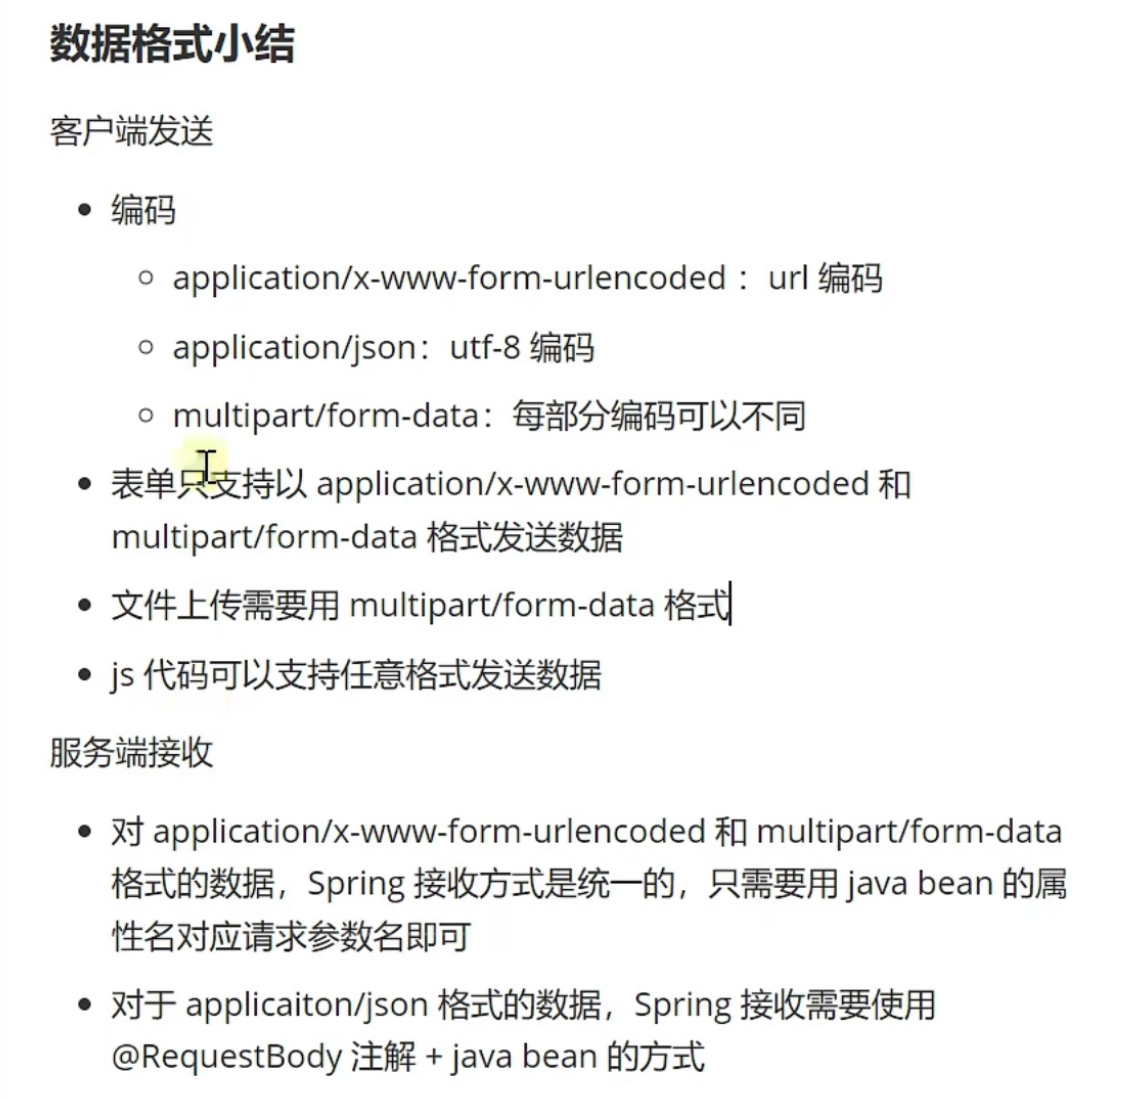 数据格式小结
客户端发送
编码
application/x-www-form-urlencoded ：url 编码
application/json：utf-8 编码
multipart/form-data：每部分编码可以不同
表单只支持以 application/x-www-form-urlencoded 和
multipart/form-data 格式发送数据
文件上传需要用 multipart/form-data 格式
js 代码可以支持任意格式发送数据
服务端接收
对 application/x-www-form-urlencoded 和 multipart/form-data
格式的数据，Spring 接收方式是统一的，只需要用 java bean 的属
性名对应请求参数名即可
对于 applicaiton/json 格式的数据，Spring 接收需要使用
@RequestBody 注解 + java bean 的方式